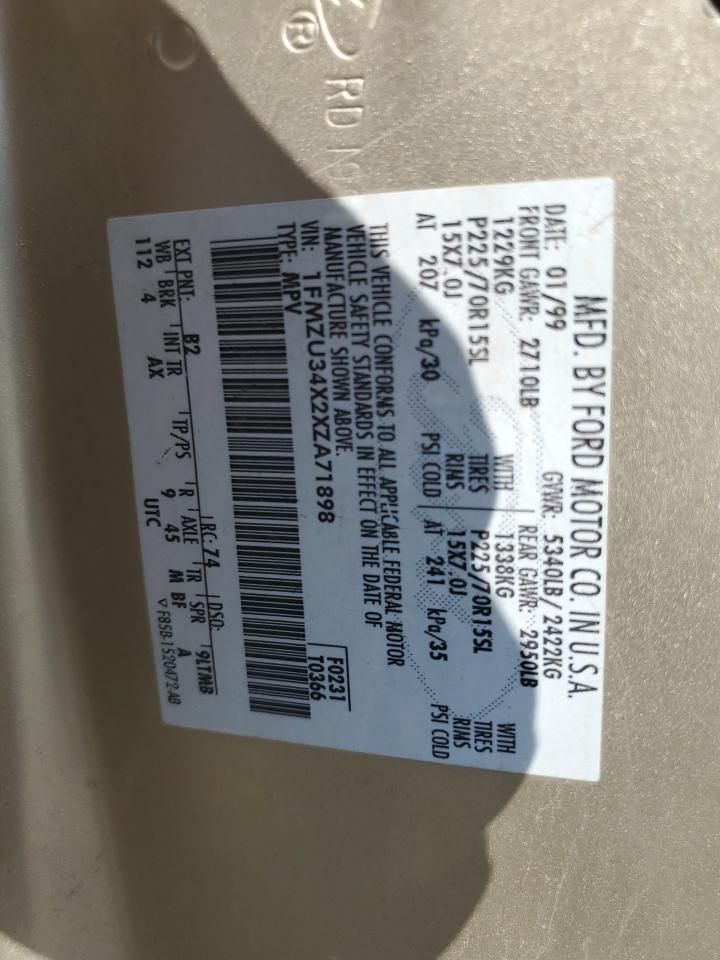 ® RD
MFD. BY FORD MOTOR CO. IN U.S.A.
DATE: 01/99 GVWR: 5340LB/ 2422KG
FRONT GAWR: 2710LB REAR GAWR: 2950LB
1229KG WITH 1338KG WITH
P225/70R15SL TIRES P225/70R15SL TIRES
15X7.0J RIMS 15X7.0J RIMS
AT 207 kPa/30 PSI COLD AT 241 kPa/35 PSI COLD
THIS VEHICLE CONFORMS TO ALL APPLICABLE FEDERAL MOTOR
VEHICLE SAFETY STANDARDS IN EFFECT ON THE DATE OF
MANUFACTURE SHOWN ABOVE.
VIN: 1FMZU34X2XZA71898 F0231
TYPE: MPV T0366
EXT PNT: B2 RC: 74 DSO: 9LTMB
WB BRK INT TR TP/PS R AXLE TR SPR
112 4 AX 9 45 M BF A
UTC ▽ F85B-1520472-AB